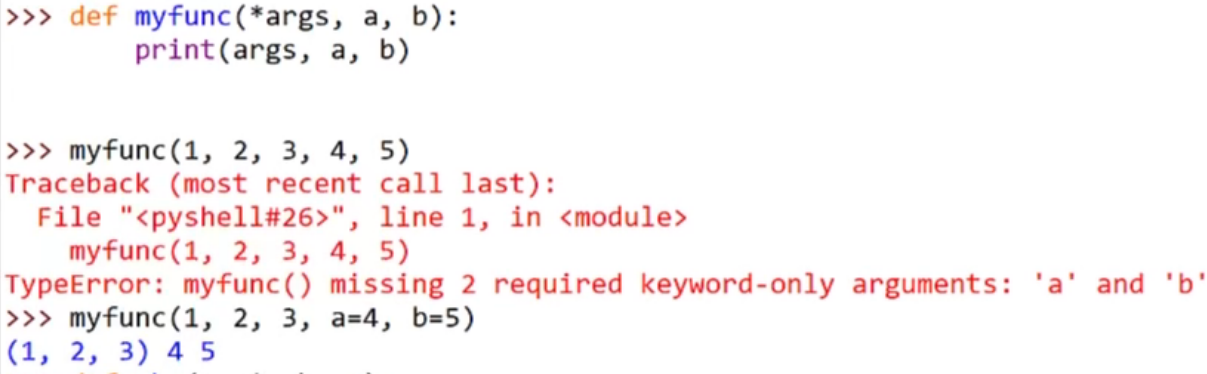 >>> def myfunc(*args, a, b):
        print(args, a, b)
>>> myfunc(1, 2, 3, 4, 5)
Traceback (most recent call last):
  File "<pyshell#26>", line 1, in <module>
    myfunc(1, 2, 3, 4, 5)
TypeError: myfunc() missing 2 required keyword-only arguments: 'a' and 'b'
>>> myfunc(1, 2, 3, a=4, b=5)
(1, 2, 3) 4 5